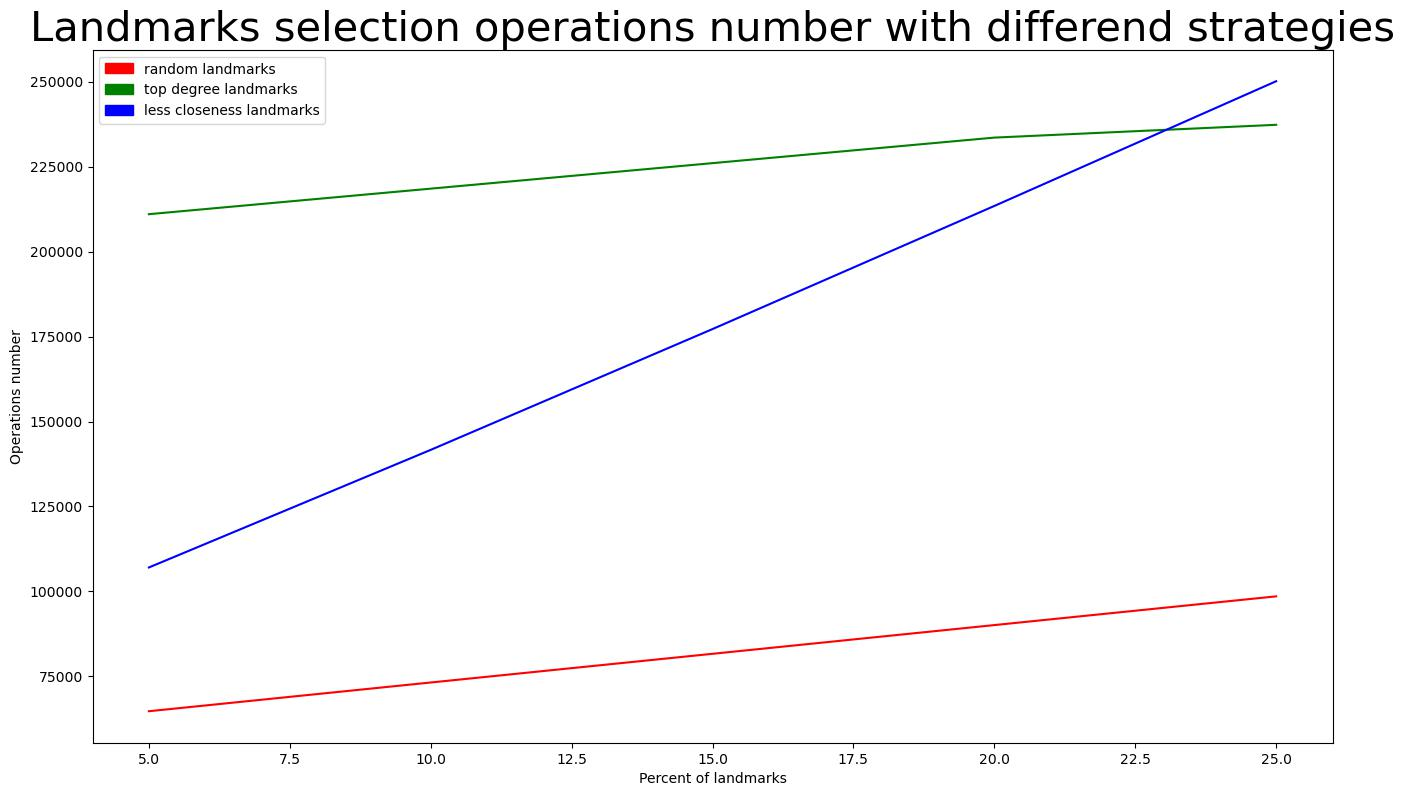 Landmarks selection operations number with differend strategies
random landmarks
top degree landmarks
less closeness landmarks
250000
225000
200000
175000
150000
125000
100000
75000
Operations number
5.0 7.5 10.0 12.5 15.0 17.5 20.0 22.5 25.0
Percent of landmarks